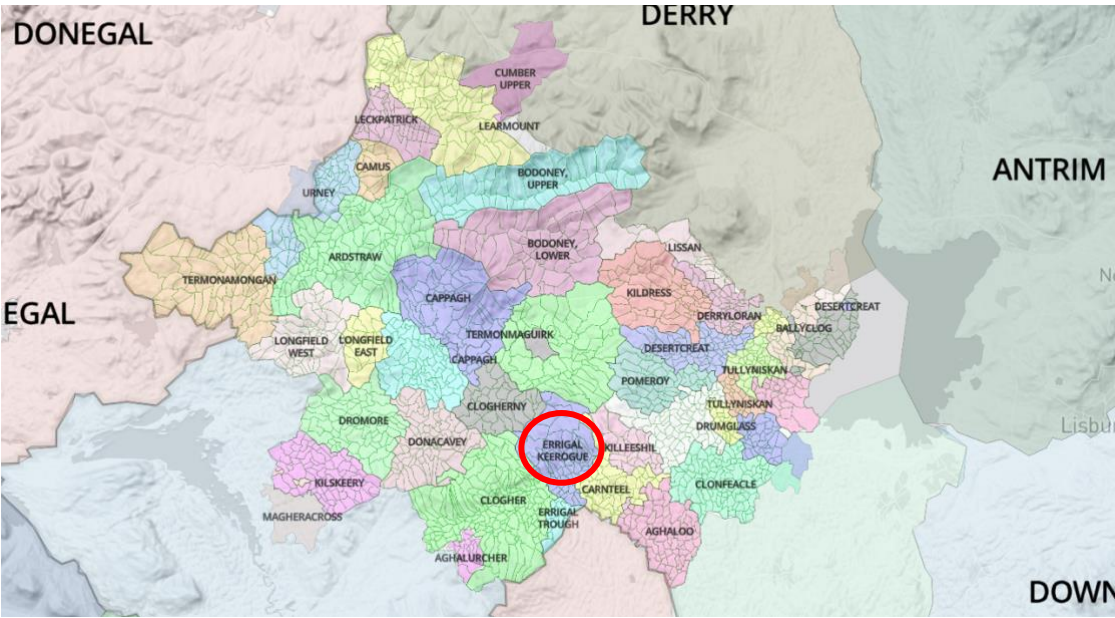 DERRY
DONEGAL
CUMBER
UPPER
LECKPATRICK
LEARMOUNT
CAMUS
ANTRIM
BODONEY,
UPPER
URNEY
BODONEY,
LOWER
LISSAN
ARDSTRAW
TERMONAMONGAN
KILDRESS
CAPPAGH
DESERTCREAT
EGAL
DERRYLORAN
BALLYCLOG
TERMONMAGUIRK
LONGFIELD
WEST
LONGFIELD
EAST
DESERTCREAT
CAPPAGH
TULLYNISKAN
POMEROY
CLOGHERNY
TULLYNISKAN
DROMORE
DRUMGLASS
Lisbur
DONACAVEY
ERRIGAL
KEEROGUE
KILLEESHIL
KILSKEERY
CLONFEACLE
CARNTEEL
CLOGHER
MAGHERACROSS
ERRIGAL
TROUGH
AGHALOO
AGHALURCHER
DOWN